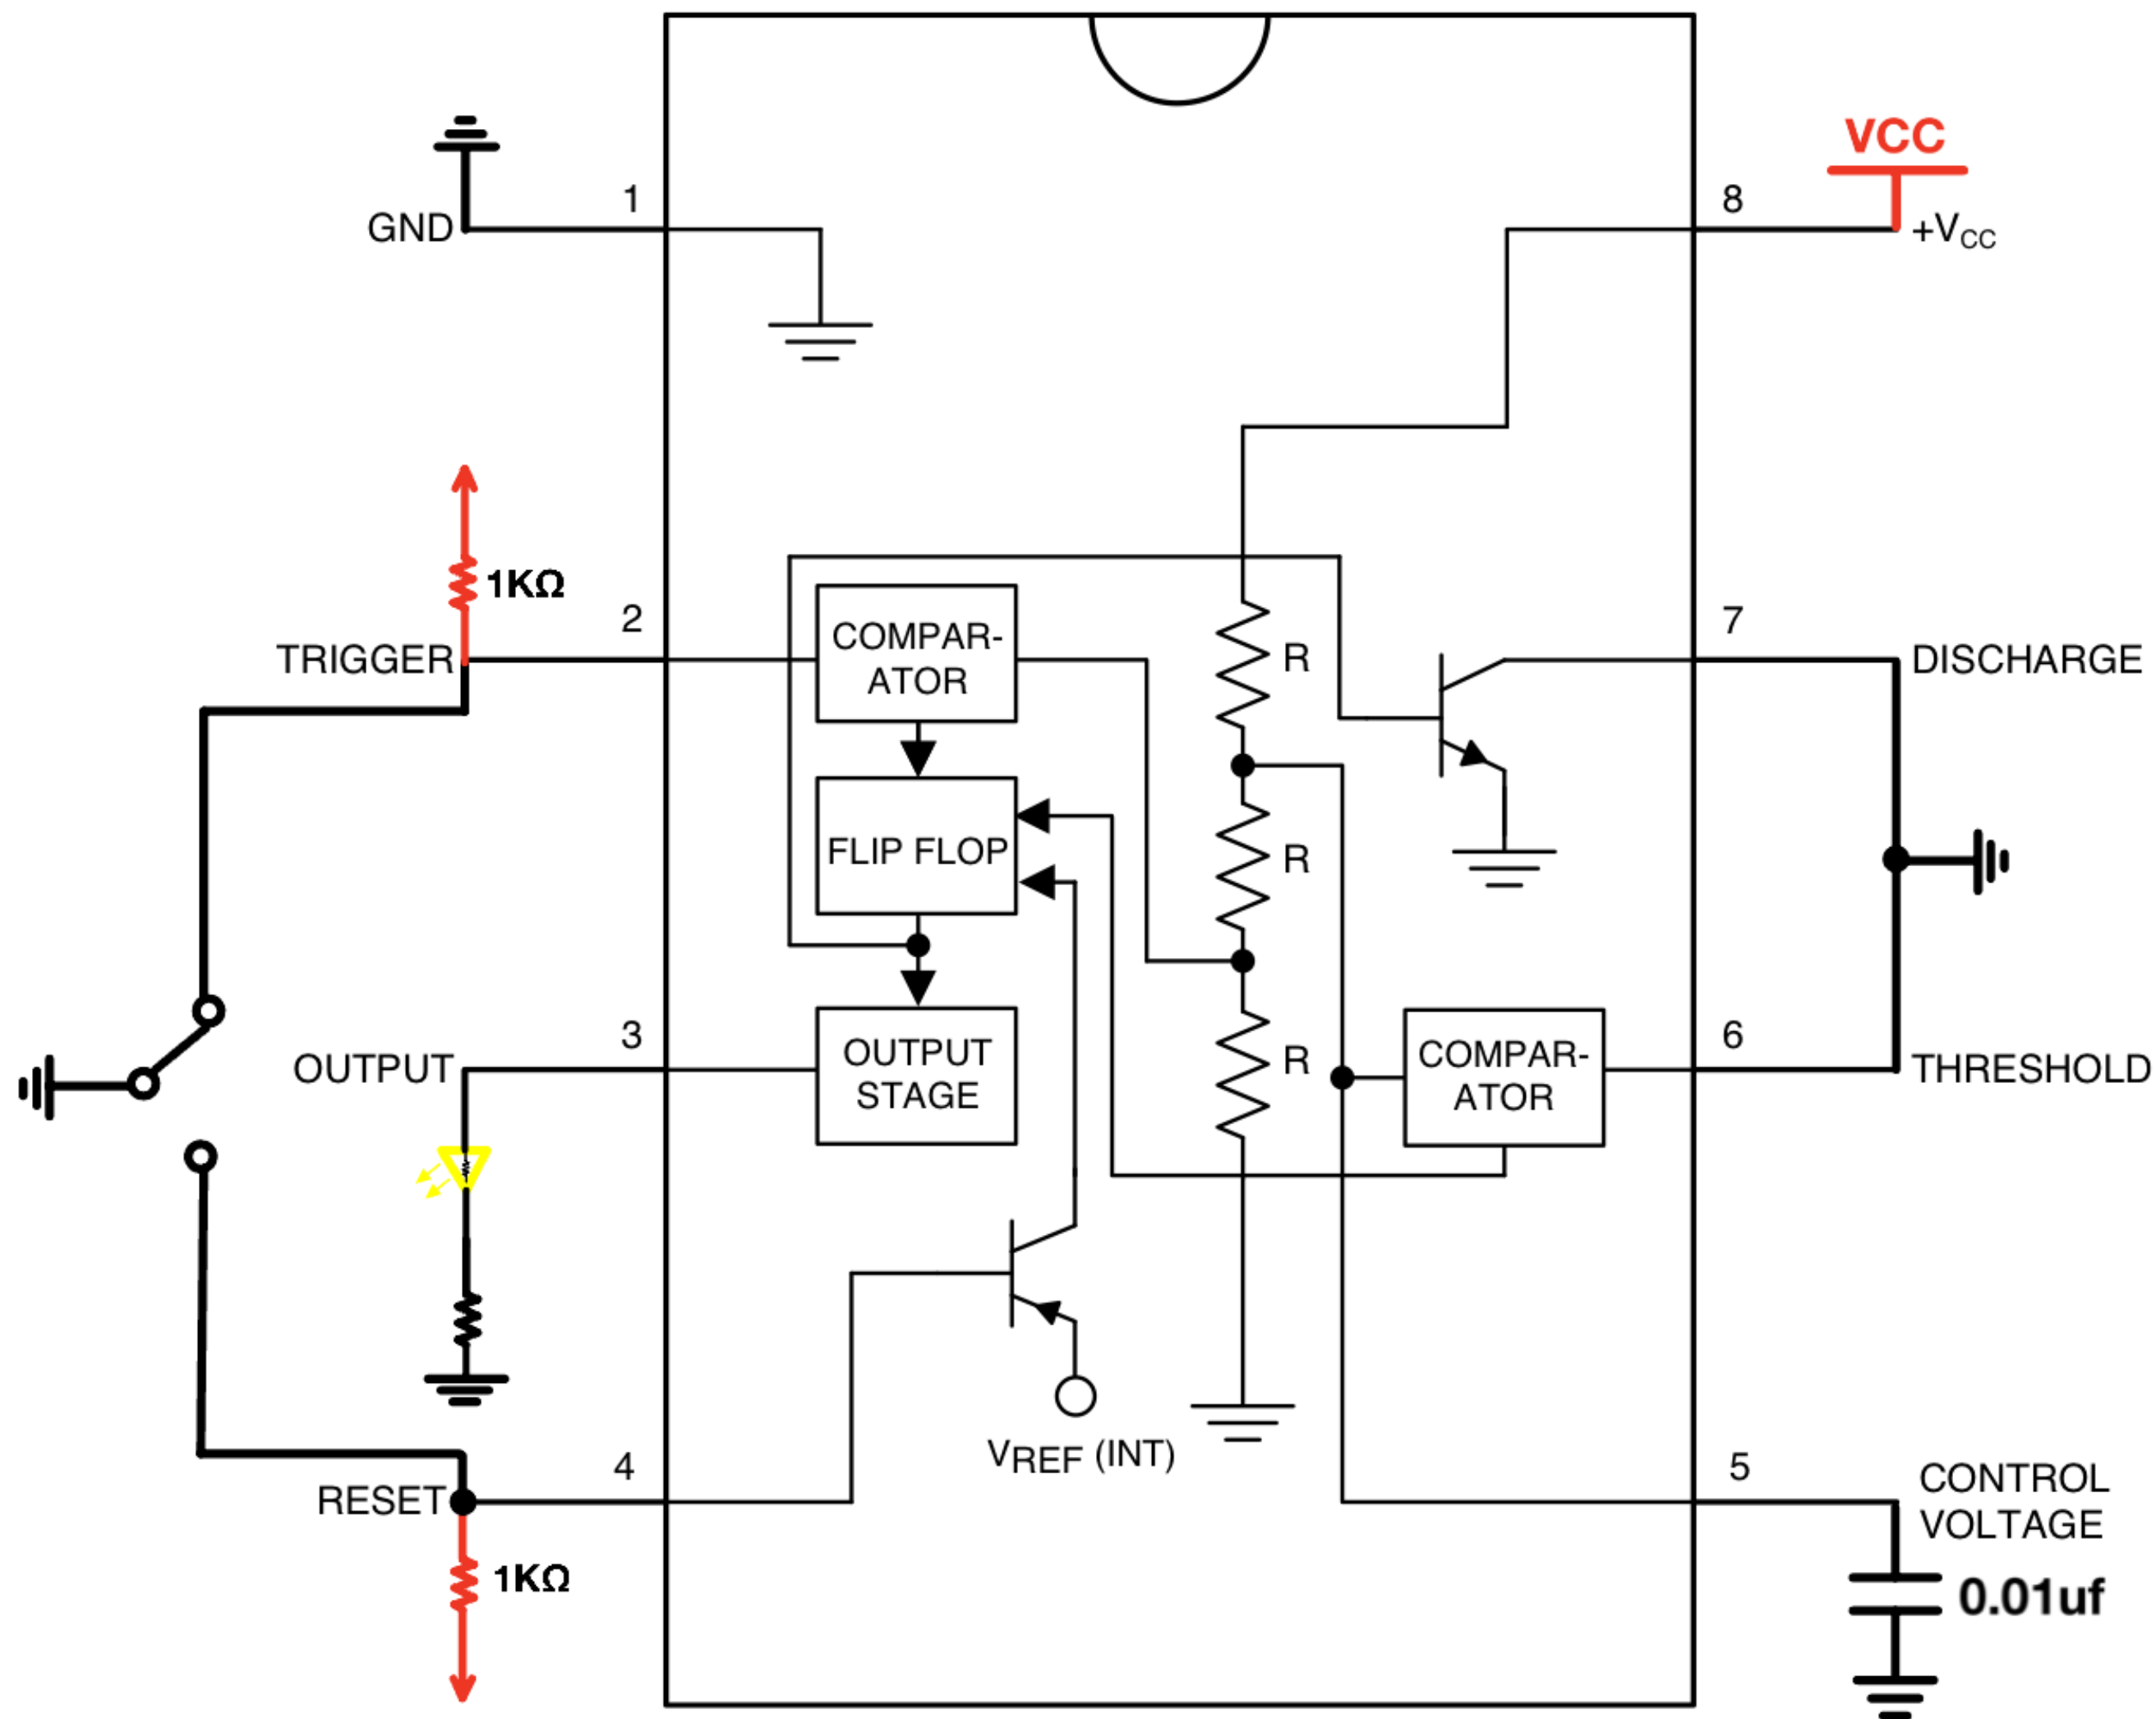 VCC
1
8
GND
+VCC
1KΩ
2
7
TRIGGER
COMPAR-
ATOR
R
DISCHARGE
FLIP FLOP
R
3
6
OUTPUT
OUTPUT
STAGE
R
COMPAR-
ATOR
THRESHOLD
VREF (INT)
4
5
RESET
CONTROL
VOLTAGE
1KΩ
0.01uf